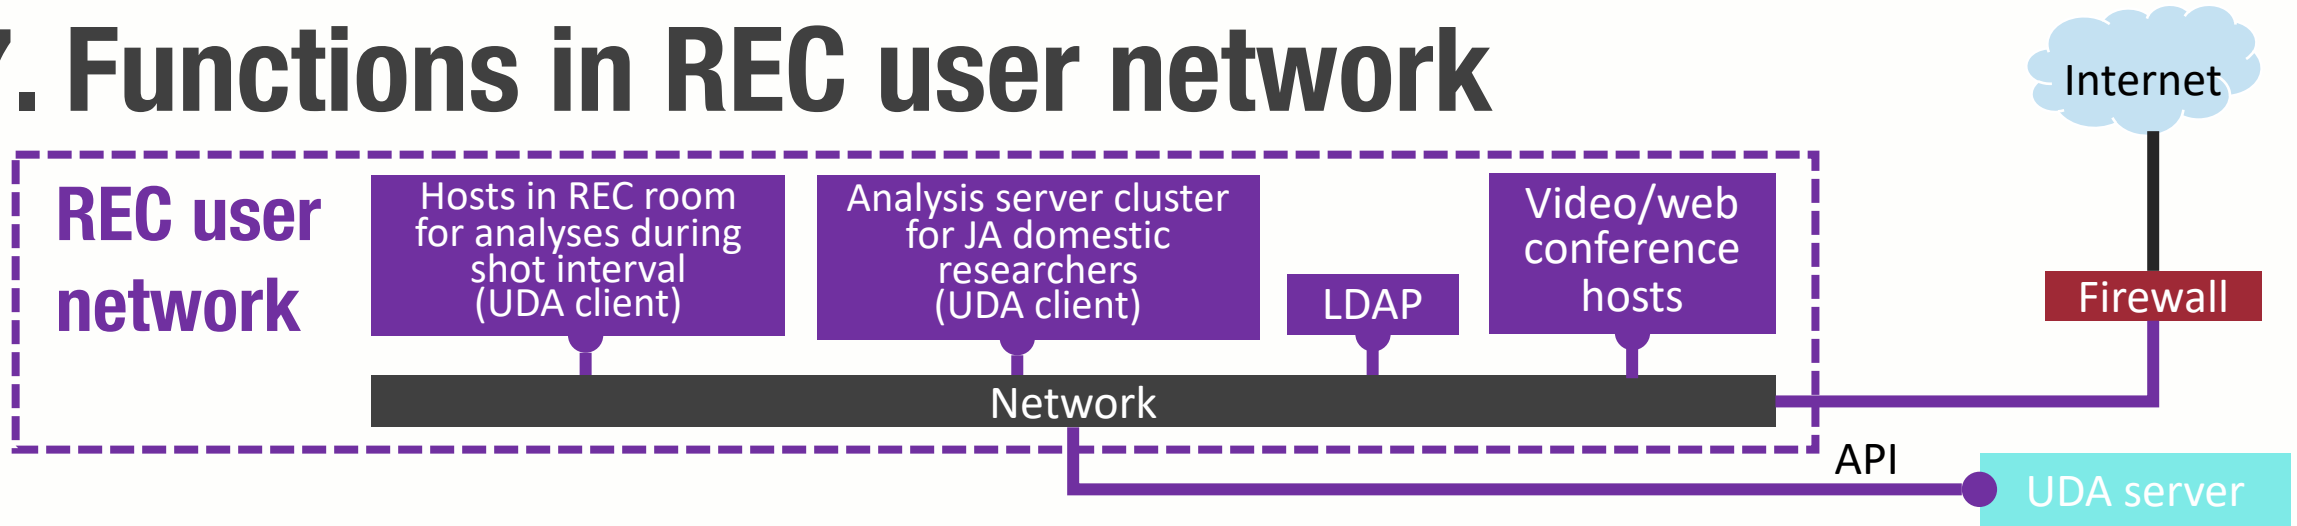 7. Functions in REC user network
Internet
REC user
network
Hosts in REC room
for analyses during
shot interval
(UDA client)
Analysis server cluster
for JA domestic
researchers
(UDA client)
LDAP
Video/web
conference
hosts
Firewall
Network
API
UDA server